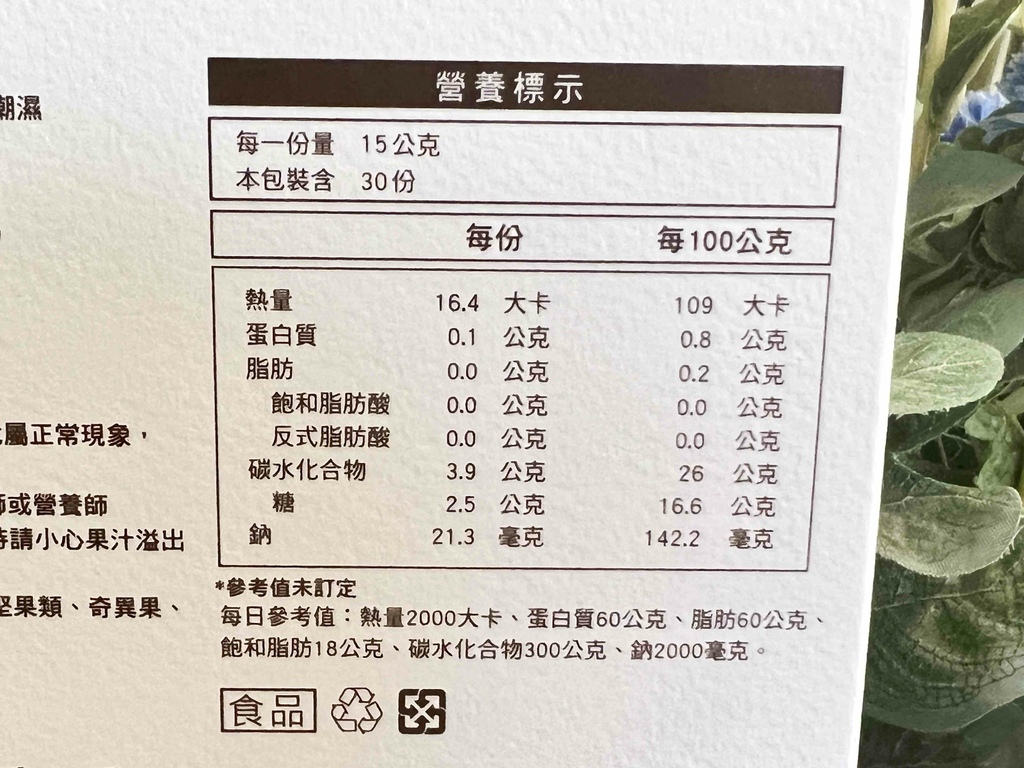 營養標示
每一份量 15公克
本包裝含 30份
每份 每100公克
熱量 16.4 大卡 109 大卡
蛋白質 0.1 公克 0.8 公克
脂肪 0.0 公克 0.2 公克
飽和脂肪酸 0.0 公克 0.0 公克
反式脂肪酸 0.0 公克 0.0 公克
碳水化合物 3.9 公克 26 公克
糖 2.5 公克 16.6 公克
鈉 21.3 毫克 142.2 毫克
*參考值未訂定
每日參考值：熱量2000大卡、蛋白質60公克、脂肪60公克、
飽和脂肪18公克、碳水化合物300公克、鈉2000毫克。
食品
潮濕
屬正常現象，
師或營養師
時請小心果汁溢出
堅果類、奇異果、